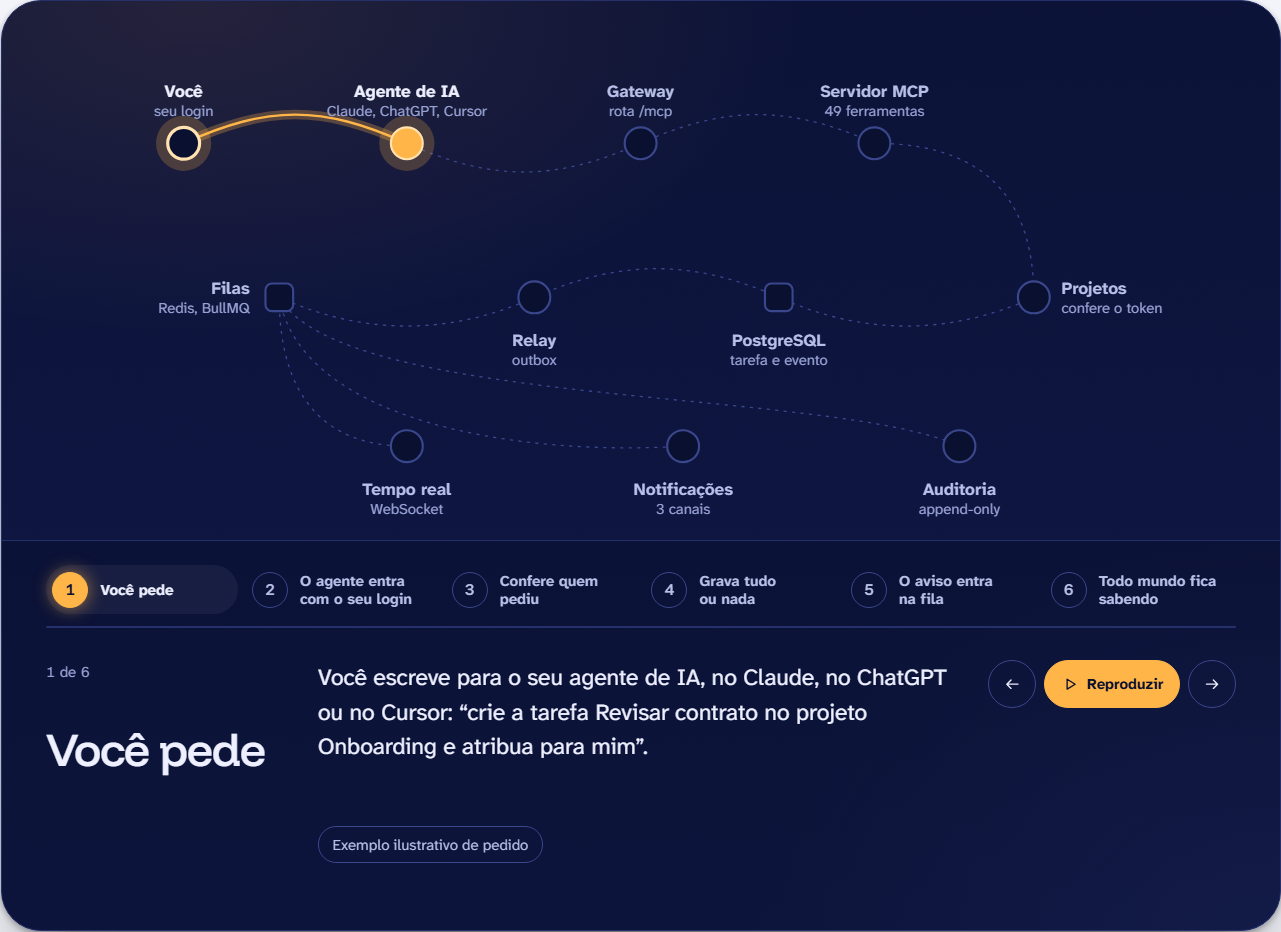 Você
seu login
Agente de IA
Claude, ChatGPT, Cursor
Gateway
rota /mcp
Servidor MCP
49 ferramentas
Filas
Redis, BullMQ
Relay
outbox
PostgreSQL
tarefa e evento
Projetos
confere o token
Tempo real
WebSocket
Notificações
3 canais
Auditoria
append-only
1
Você pede
2
O agente entra
com o seu login
3
Confere quem
pediu
4
Grava tudo
ou nada
5
O aviso entra
na fila
6
Todo mundo fica
sabendo
1 de 6
Você pede
Você escreve para o seu agente de IA, no Claude, no ChatGPT
ou no Cursor: “crie a tarefa Revisar contrato no projeto
Onboarding e atribua para mim”.
Exemplo ilustrativo de pedido
Reproduzir